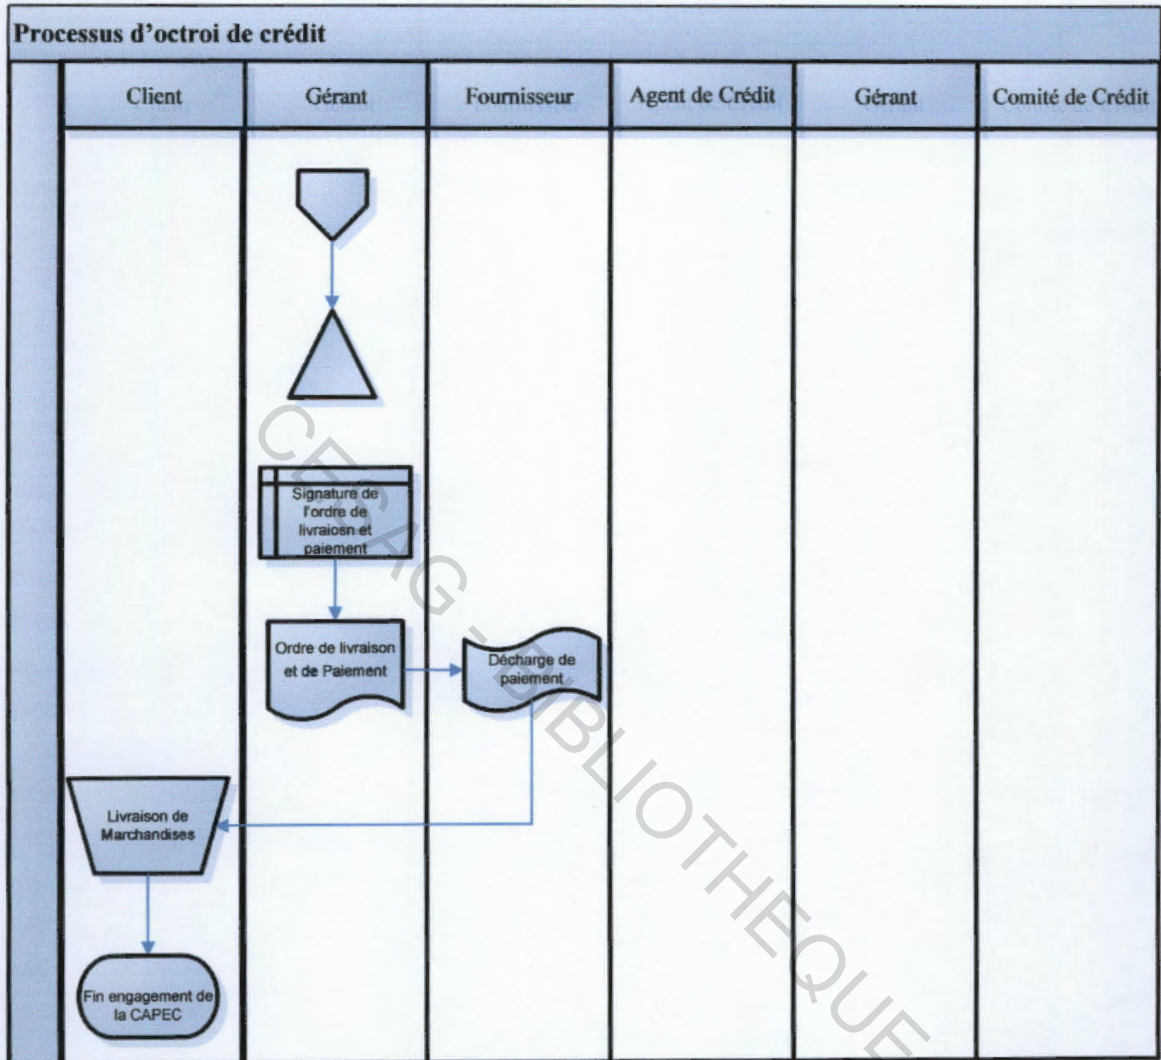 Processus d'octroi de crédit
Client
Gérant
Fournisseur
Agent de Crédit
Gérant
Comité de Crédit
Signature de
l'ordre de
livraiosn et
paiement
Ordre de livraison
et de Paiement
Décharge de
paiement
Livraison de
Marchandises
Fin engagement de
la CAPEC
CESAG - BIBLIOTHEQUE